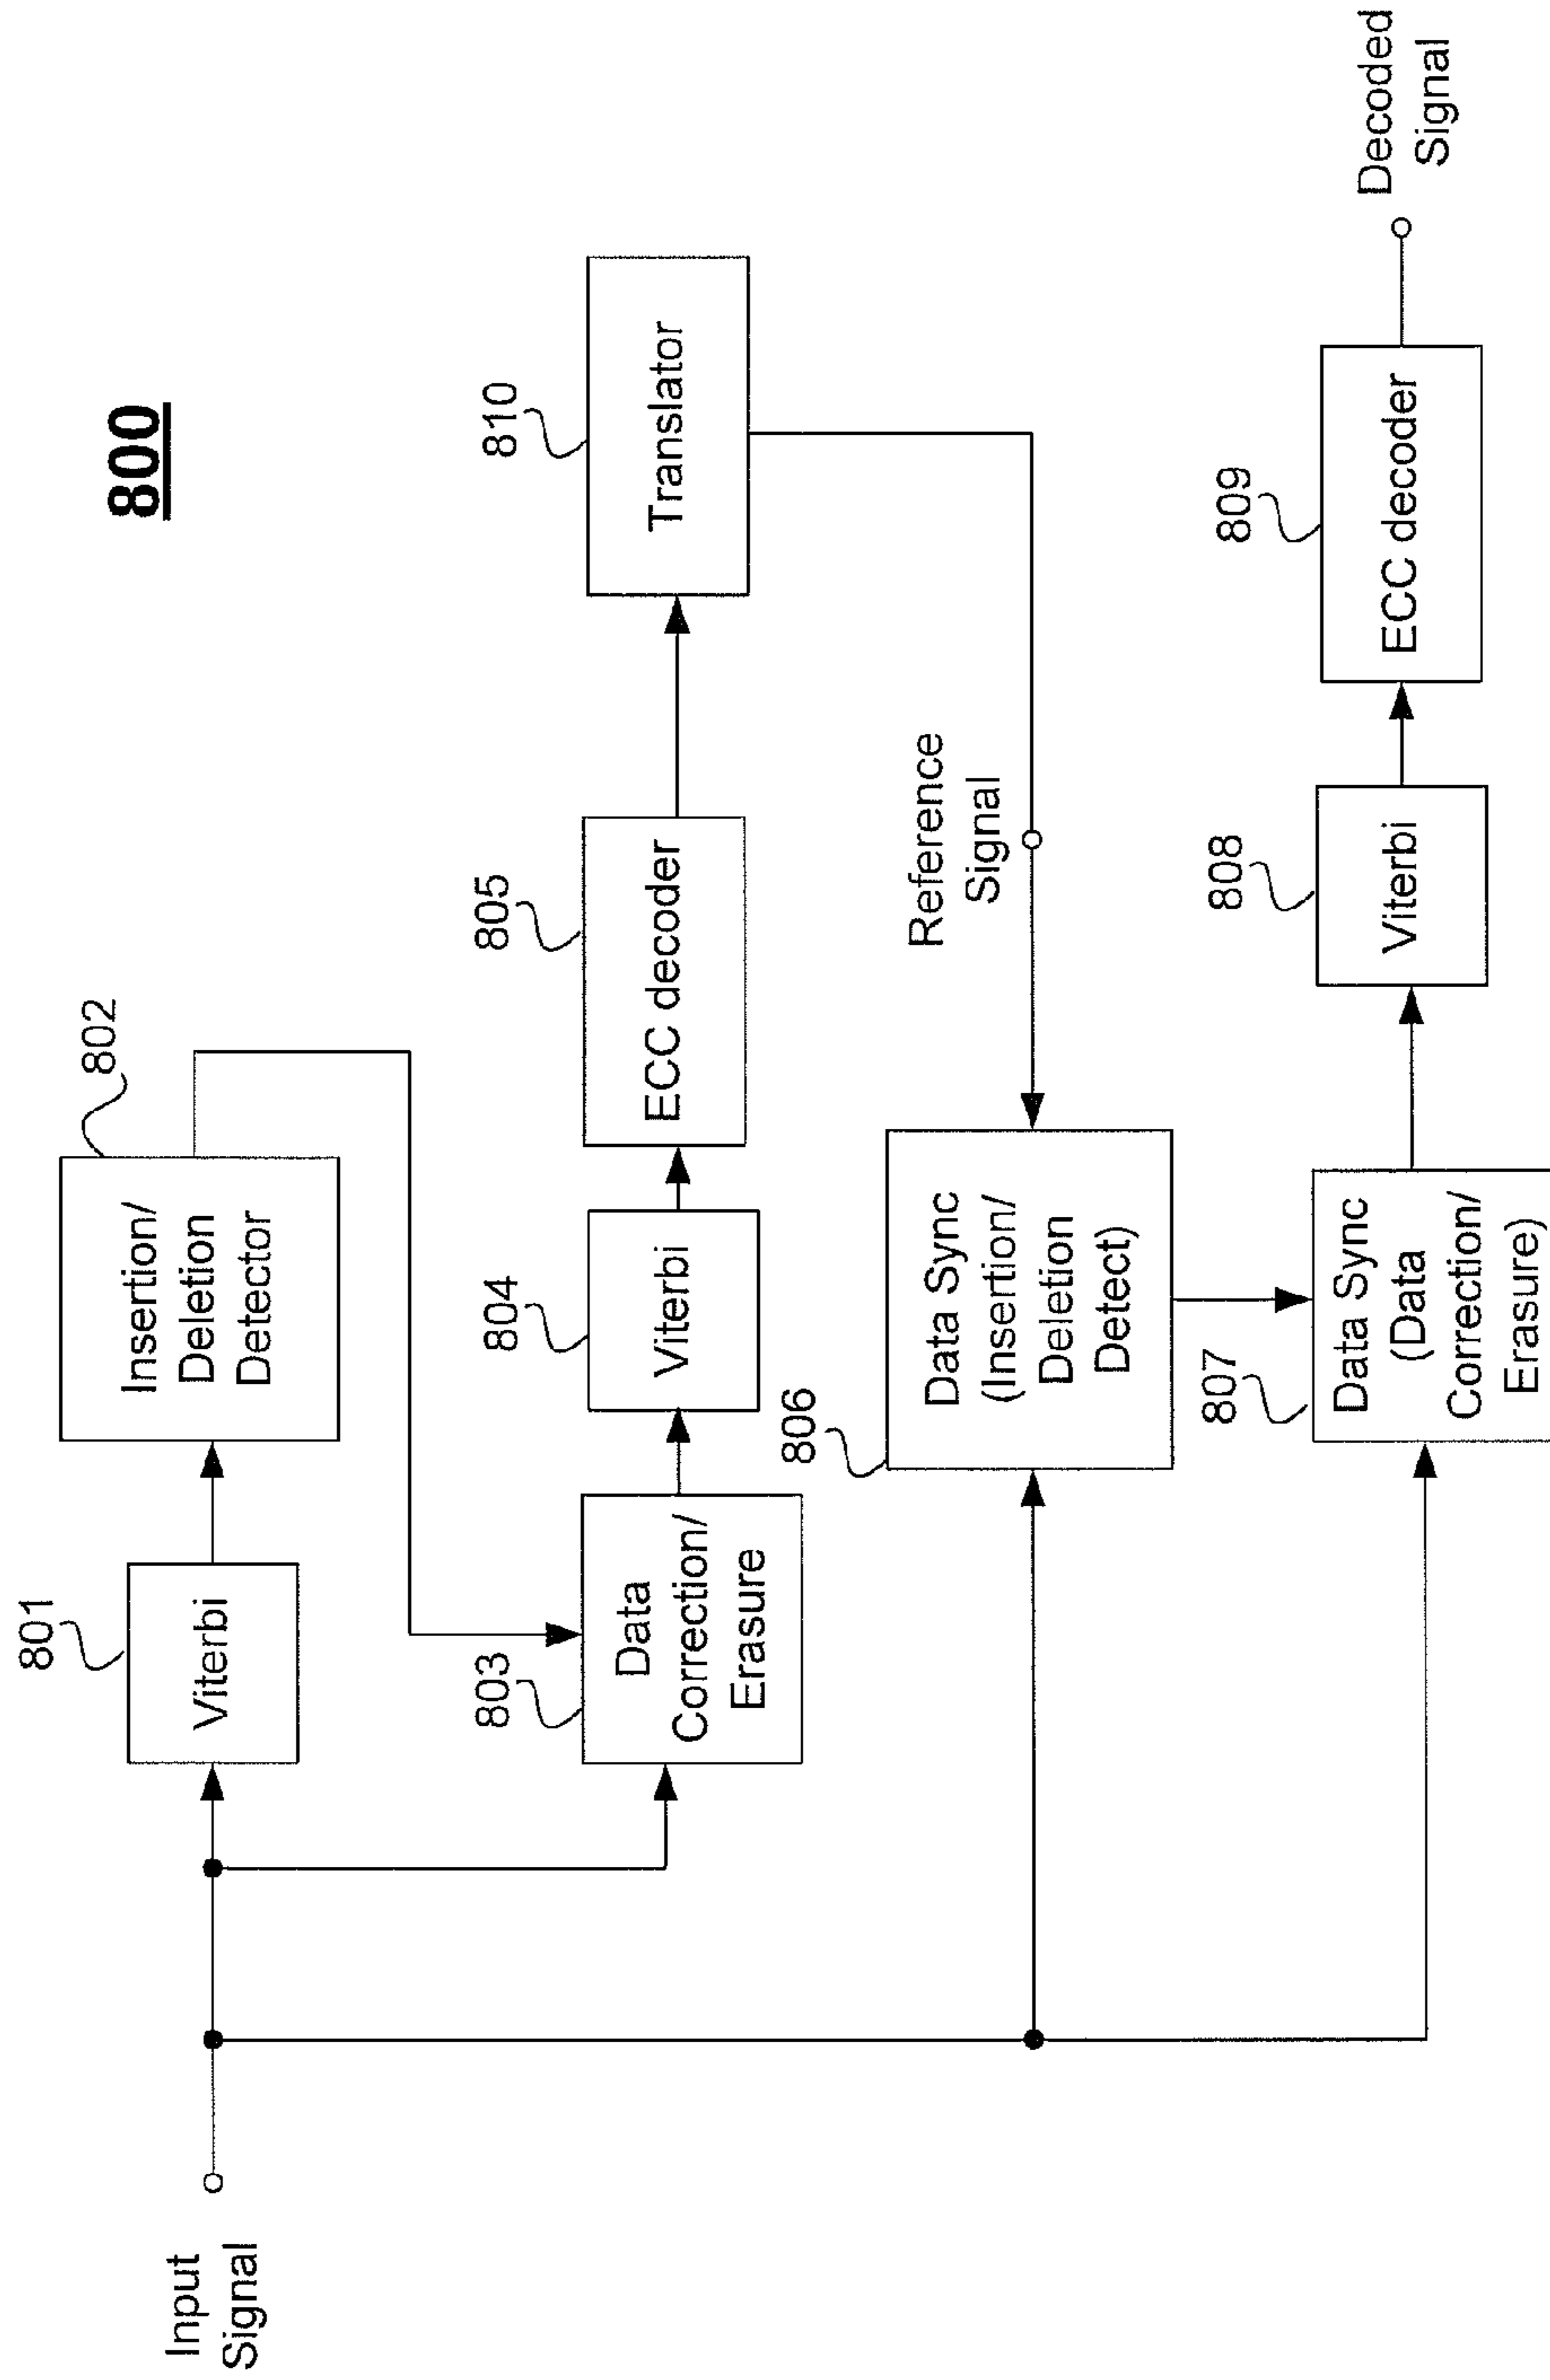 800
Input
Signal
801
Viterbi
802
Insertion/
Deletion
Detector
803
Data
Correction/
Erasure
804
Viterbi
805
ECC decoder
810
Translator
Reference
Signal
806
Data Sync
(Insertion/
Deletion
Detect)
807
Data Sync
(Data
Correction/
Erasure)
808
Viterbi
809
ECC decoder
Decoded
Signal